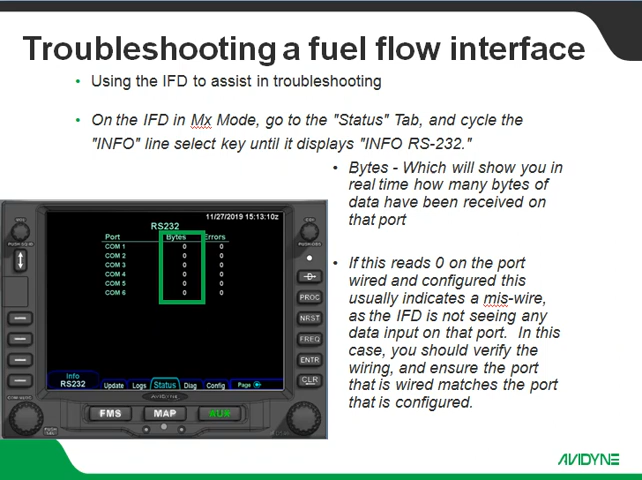 Troubleshooting a fuel flow interface
• Using the IFD to assist in troubleshooting
• On the IFD in Mx Mode, go to the "Status" Tab, and cycle the
"INFO" line select key until it displays "INFO RS-232."
• Bytes - Which will show you in
real time how many bytes of
data have been received on
that port
• If this reads 0 on the port
wired and configured this
usually indicates a mis-wire,
as the IFD is not seeing any
data input on that port. In this
case, you should verify the
wiring, and ensure the port
that is wired matches the port
that is configured.
11/27/2019 15:13:10z
RS232
Port Bytes Errors
COM 1 0 0
COM 2 0 0
COM 3 0 0
COM 4 0 0
COM 5 0 0
COM 6 0 0
PROC
NRST
FREQ
ENTR
CLR
Info
RS232 Update Logs Status Diag Config Page
AVIDYNE
FMS MAP AUX
AVIDYNE